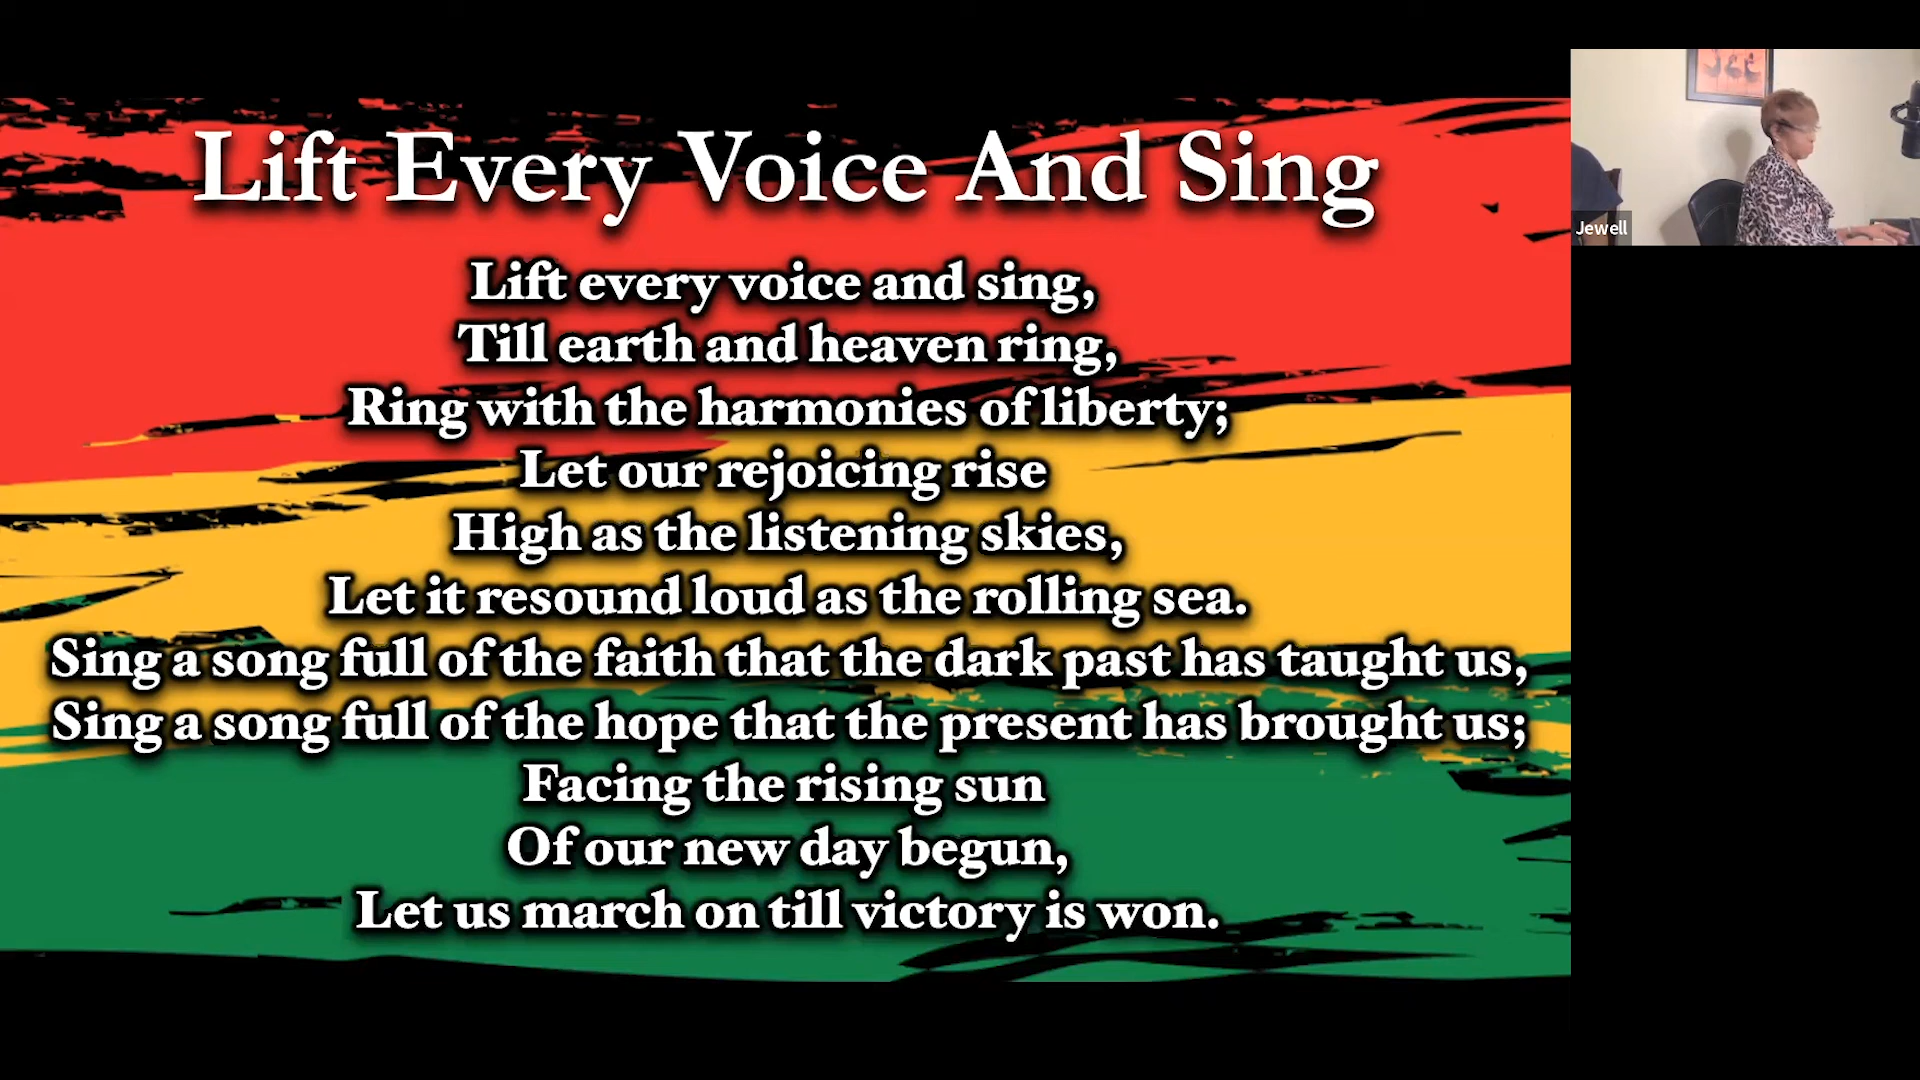 Lift Every Voice And Sing
Lift every voice and sing,
Till earth and heaven ring,
Ring with the harmonies of liberty;
Let our rejoicing rise
High as the listening skies,
Let it resound loud as the rolling sea.
Sing a song full of the faith that the dark past has taught us,
Sing a song full of the hope that the present has brought us;
Facing the rising sun
Of our new day begun,
Let us march on till victory is won.
Jewell